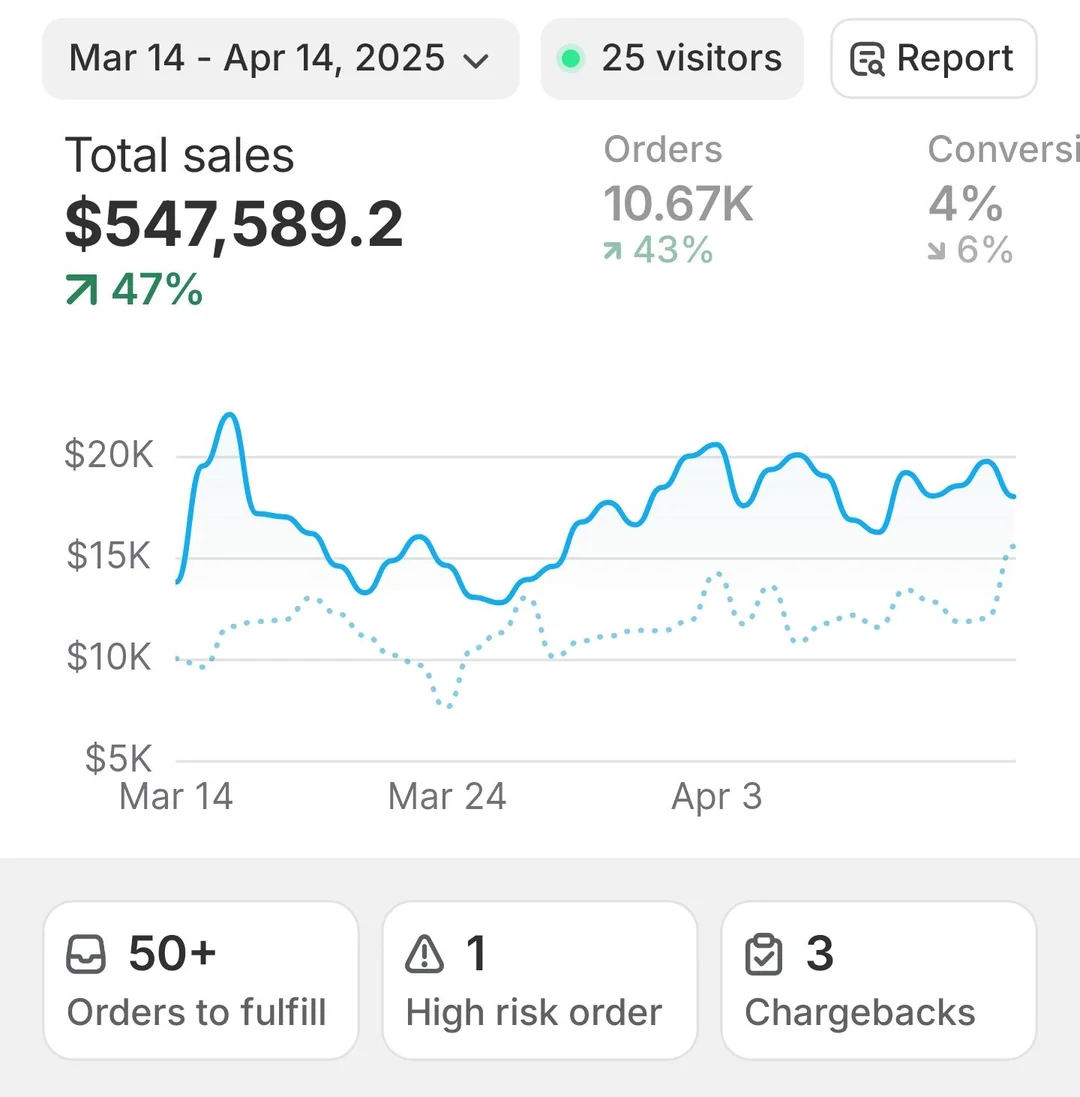 Mar 14 - Apr 14, 2025
25 visitors
Report
Total sales
$547,589.2
47%
Orders
10.67K
43%
Conversi
4%
6%
$20K
$15K
$10K
$5K
Mar 14
Mar 24
Apr 3
50+
Orders to fulfill
1
High risk order
3
Chargebacks